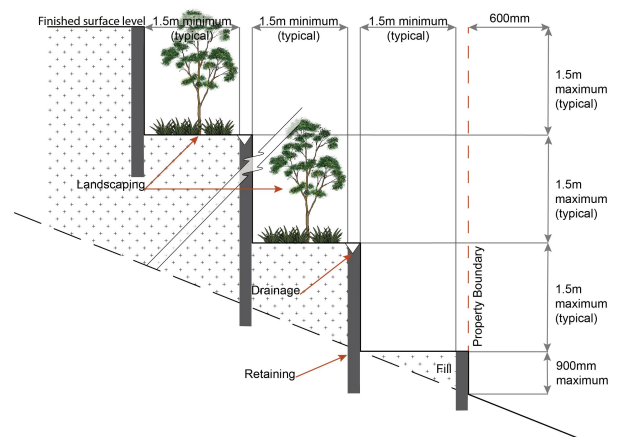 Finished surface level
1.5m minimum
(typical)
1.5m minimum
(typical)
1.5m minimum
(typical)
600mm
1.5m
maximum
(typical)
Landscaping
1.5m
maximum
(typical)
Drainage
Property Boundary
1.5m
maximum
(typical)
Retaining
Fill
900mm
maximum